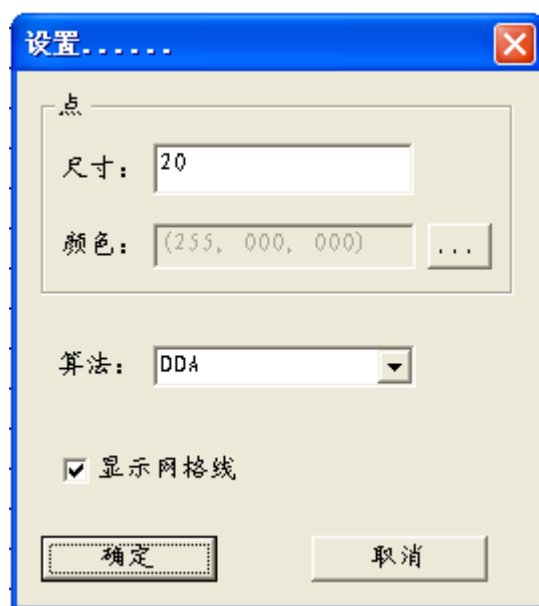 设置......
点
尺寸: 20
颜色: (255, 000, 000) ...
算法: DDA
显示网格线
确定 取消